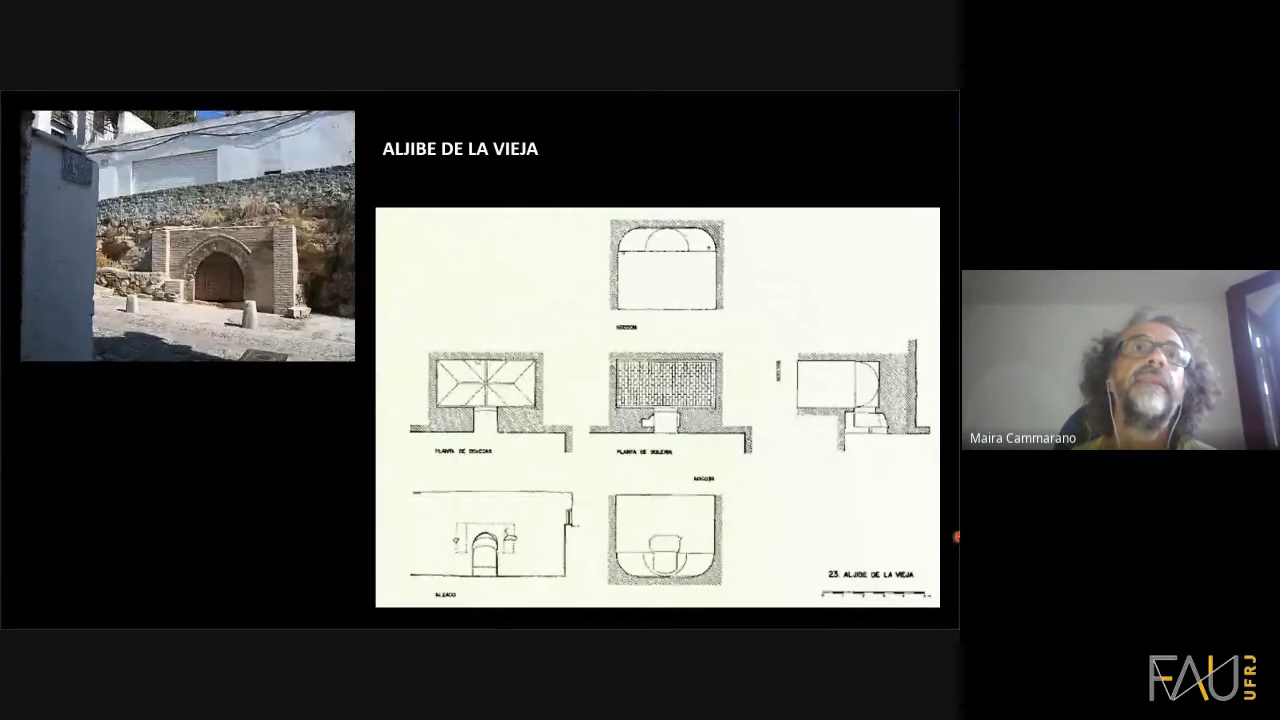 ALJIBE DE LA VIEJA
SECCION
PLANTA DE BOVEDAS
PLANTA DE SOLERIA
SECCION
SECCION
ALZADO
23. ALJIBE DE LA VIEJA
Maira Cammarano
FAU
UFRJ